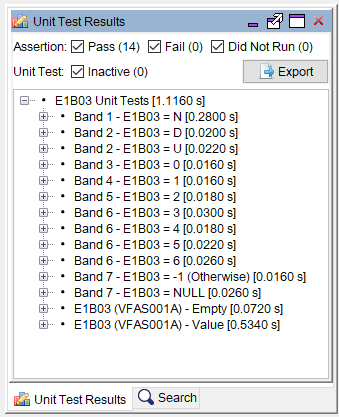 Unit Test Results
Assertion: Pass (14) Fail (0) Did Not Run (0)
Unit Test: Inactive (0) Export
E1B03 Unit Tests [1.1160 s]
Band 1 - E1B03 = N [0.2800 s]
Band 2 - E1B03 = D [0.0200 s]
Band 2 - E1B03 = U [0.0220 s]
Band 3 - E1B03 = 0 [0.0160 s]
Band 4 - E1B03 = 1 [0.0160 s]
Band 5 - E1B03 = 2 [0.0180 s]
Band 6 - E1B03 = 3 [0.0300 s]
Band 6 - E1B03 = 4 [0.0180 s]
Band 6 - E1B03 = 5 [0.0220 s]
Band 6 - E1B03 = 6 [0.0260 s]
Band 7 - E1B03 = -1 (Otherwise) [0.0160 s]
Band 7 - E1B03 = NULL [0.0260 s]
E1B03 (VFAS001A) - Empty [0.0720 s]
E1B03 (VFAS001A) - Value [0.5340 s]
Unit Test Results Search